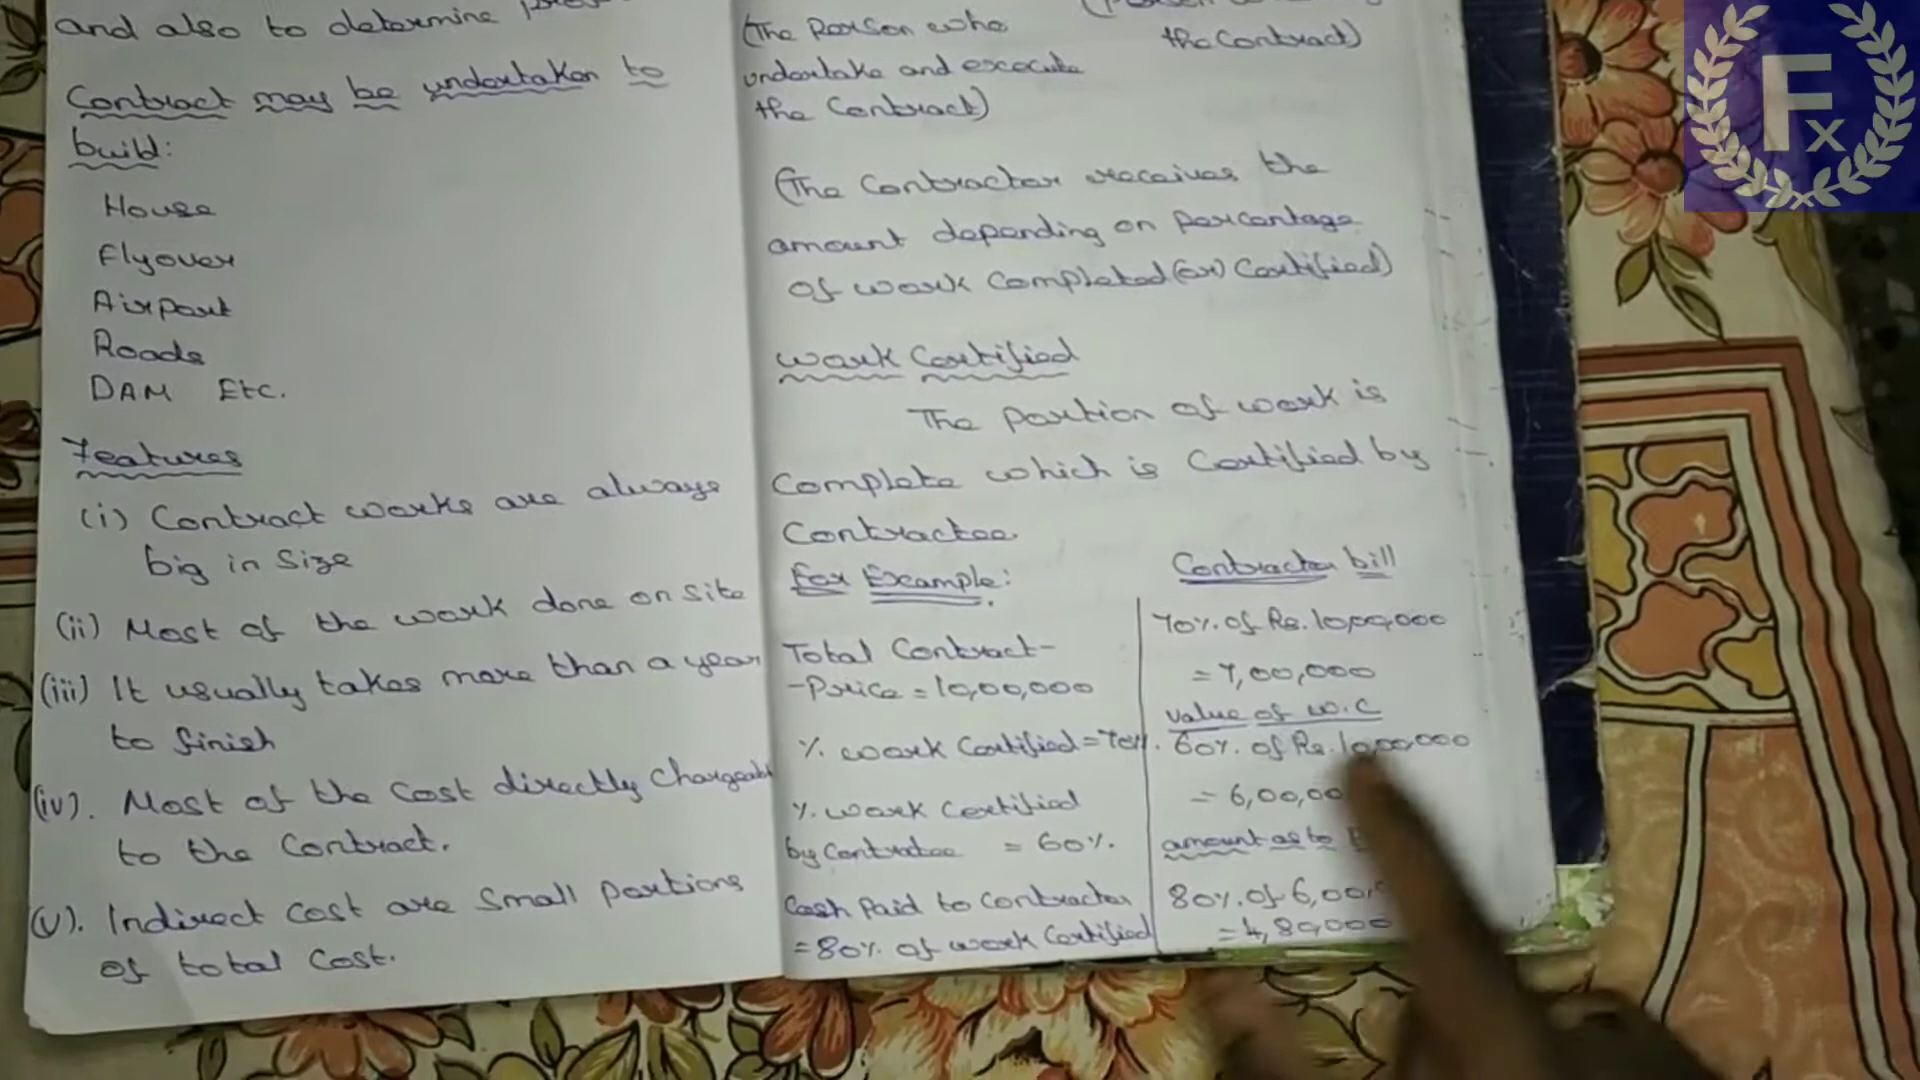 and also to determine
Contract may be undertaken to
build:
House
Flyover
Airport
Roads
DAM Etc.
Features
(i) Contract works are always
big in Size
(ii) Most of the work done on site
(iii) It usually takes more than a year
to finish
(iv). Most of the cost directly chargeable
to the Contract.
(v). Indirect cost are small portions
of total cost.
(The Person who
undertake and execute
the Contract)
the Contract)
(The Contractor receives the
amount depending on percentage
of work completed (or) Certified)
Work Certified
The portion of work is
Complete which is Certified by
Contractee.
For Example:
Total Contract-
-Price = 10,00,000
% work Certified = 70%.
% work Certified
by Contractee = 60%.
Cash Paid to Contractor
= 80% of work Certified
Contractor bill
70% of Rs. 10,00,000
= 7,00,000
Value of W.C
60% of Rs. 10,00,000
= 6,00,00
amount as to
80% of 6,00,
= 4,80,000
Fx